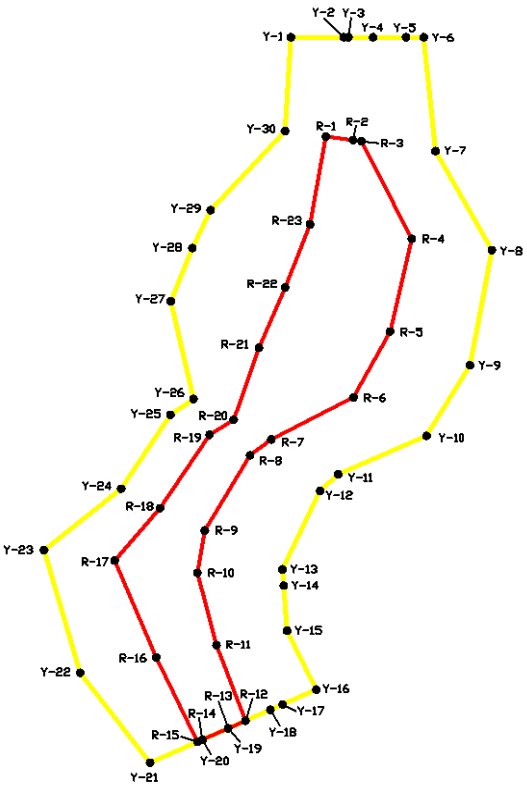 Y-2 Y-3
Y-1 Y-4 Y-5 Y-6
Y-30 R-1 R-2
R-3 Y-7
Y-29 R-23
Y-28 R-4 Y-8
Y-27 R-22
R-21 R-5
Y-9
Y-26 R-6
Y-25 R-20
R-19 R-7 Y-10
R-8
Y-24 Y-11
R-18 Y-12
R-9
Y-23 R-17
R-10 Y-13
Y-14
R-11 Y-15
R-16
Y-22
Y-16
R-13 R-12
R-14 Y-17
R-15 Y-18
Y-19
Y-20
Y-21